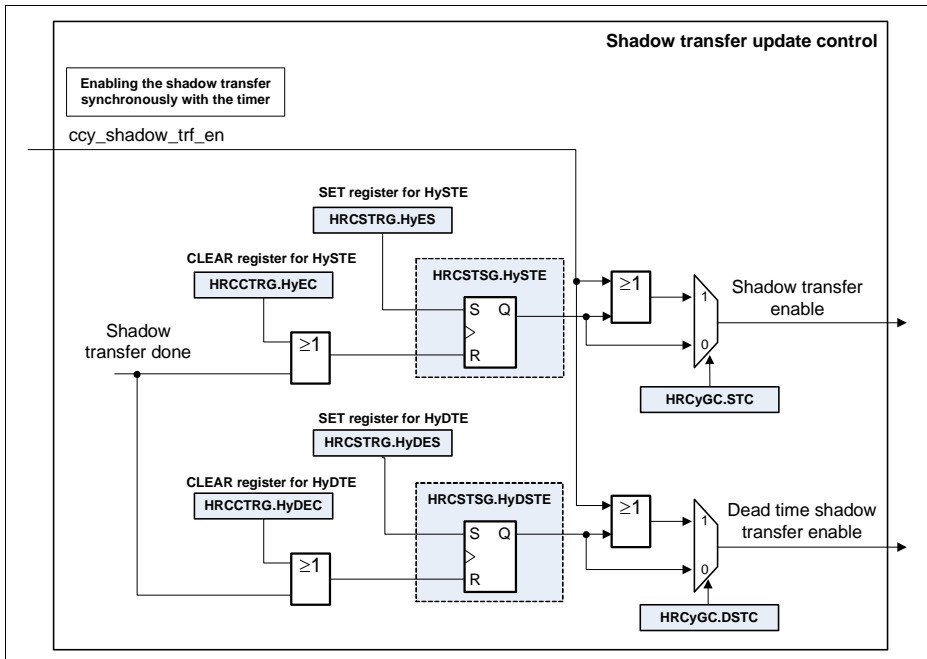 Shadow transfer update control
Enabling the shadow transfer
synchronously with the timer
ccy_shadow_trf_en
SET register for HySTE
HRCSTRG.HyES
CLEAR register for HySTE
HRCCTRG.HyEC
HRCSTSG.HySTE
S Q
R
≥1
≥1
1
0
Shadow transfer
enable
HRCyGC.STC
Shadow
transfer done
SET register for HyDTE
HRCSTRG.HyDES
CLEAR register for HyDTE
HRCCTRG.HyDEC
HRCSTSG.HyDSTE
S Q
R
≥1
≥1
1
0
Dead time shadow
transfer enable
HRCyGC.DSTC